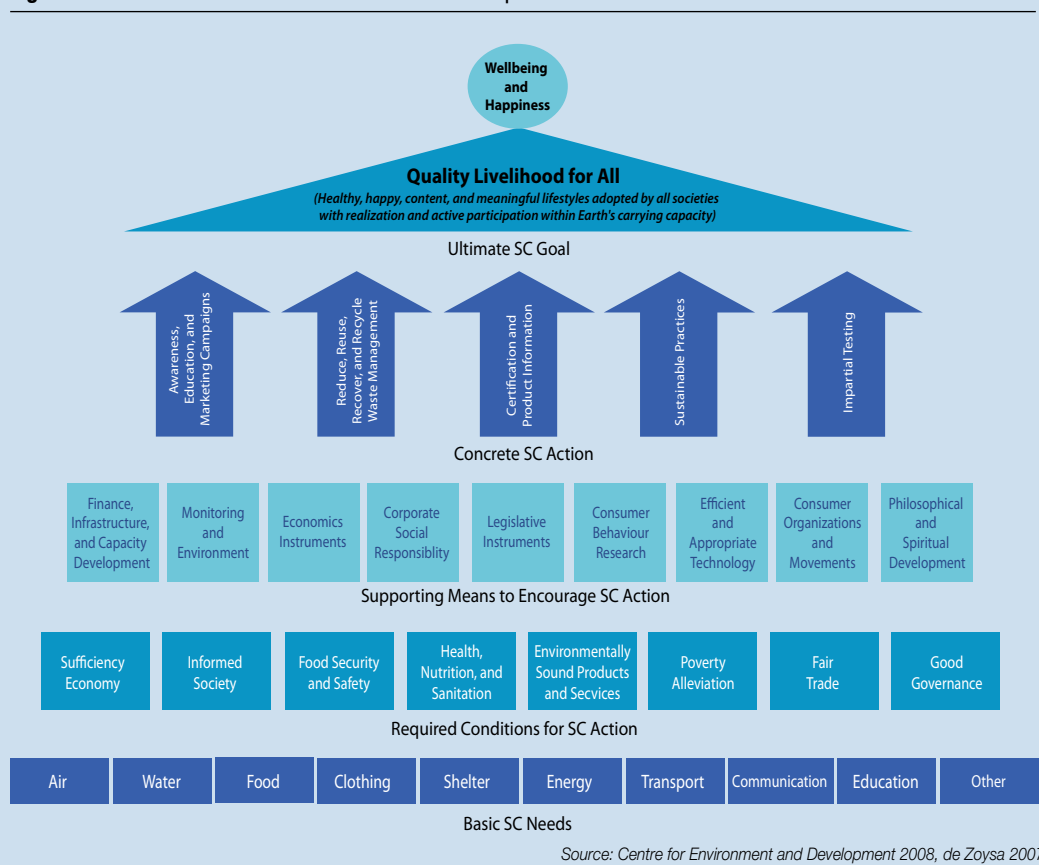 Wellbeing
and
Happiness
Quality Livelihood for All
(Healthy, happy, content, and meaningful lifestyles adopted by all societies
with realization and active participation within Earth's carrying capacity)
Ultimate SC Goal
Awareness,
Education, and
Marketing Campaigns
Reduce, Reuse,
Recover, and Recycle
Waste Management
Certification and
Product Information
Sustainable Practices
Impartial Testing
Concrete SC Action
Finance,
Infrastructure,
and Capacity
Development
Monitoring
and
Environment
Economics
Instruments
Corporate
Social
Responsiblity
Legislative
Instruments
Consumer
Behaviour
Research
Efficient
and
Appropriate
Technology
Consumer
Organizations
and
Movements
Philosophical
and
Spiritual
Development
Supporting Means to Encourage SC Action
Sufficiency
Economy
Informed
Society
Food Security
and Safety
Health,
Nutrition, and
Sanitation
Environmentally
Sound Products
and Secvices
Poverty
Alleviation
Fair
Trade
Good
Governance
Required Conditions for SC Action
Air
Water
Food
Clothing
Shelter
Energy
Transport
Communication
Education
Other
Basic SC Needs
Source: Centre for Environment and Development 2008, de Zoysa 2007